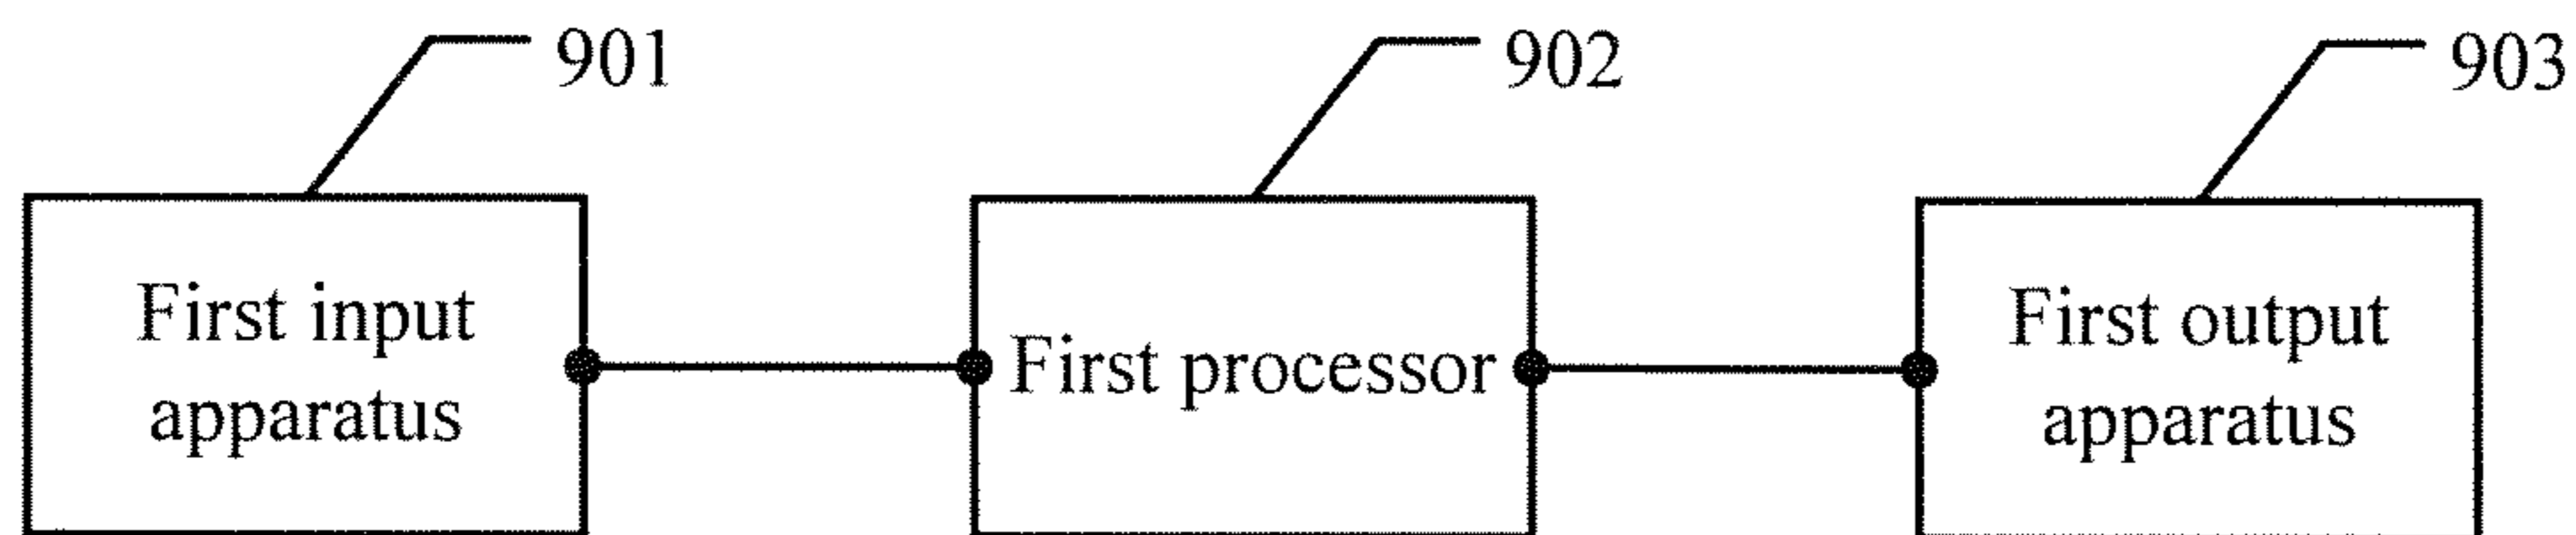 901
902
903
First input
apparatus
First processor
First output
apparatus